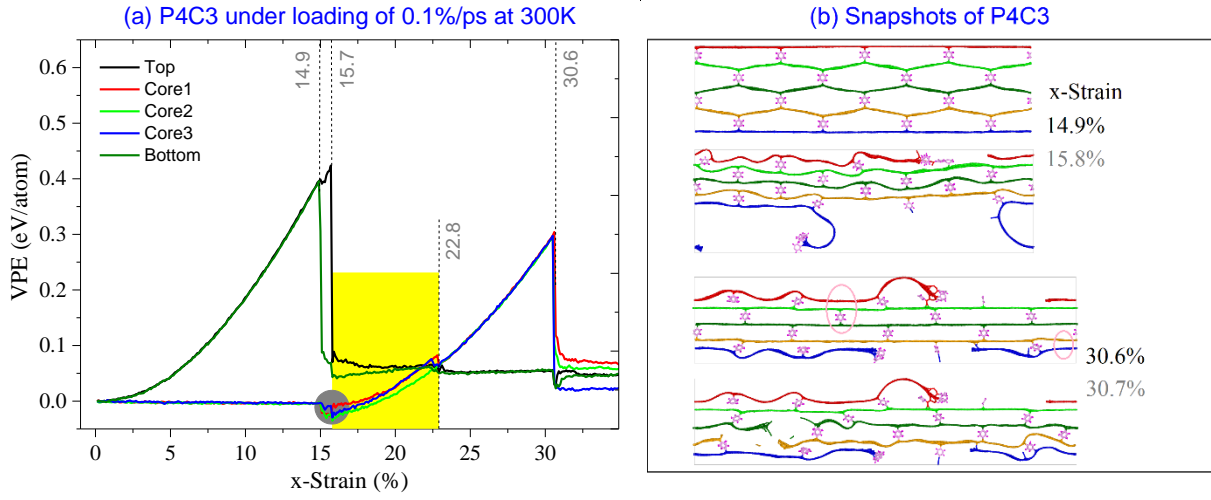 (a) P4C3 under loading of 0.1%/ps at 300K
(b) Snapshots of P4C3
VPE (eV/atom)
0.6
0.5
0.4
0.3
0.2
0.1
0.0
0
5
10
15
20
25
30
x-Strain (%)
Top
Core1
Core2
Core3
Bottom
14.9
15.7
22.8
30.6
x-Strain
14.9%
15.8%
30.6%
30.7%